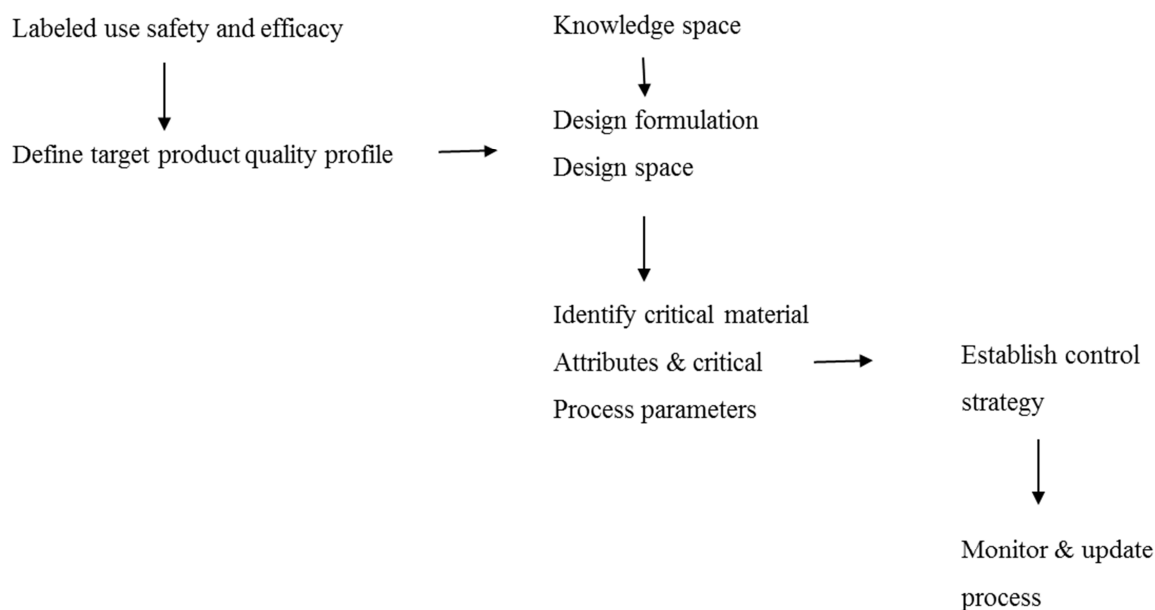 Labeled use safety and efficacy
Define target product quality profile
Knowledge space
Design formulation
Design space
Identify critical material
Attributes & critical
Process parameters
Establish control
strategy
Monitor & update
process